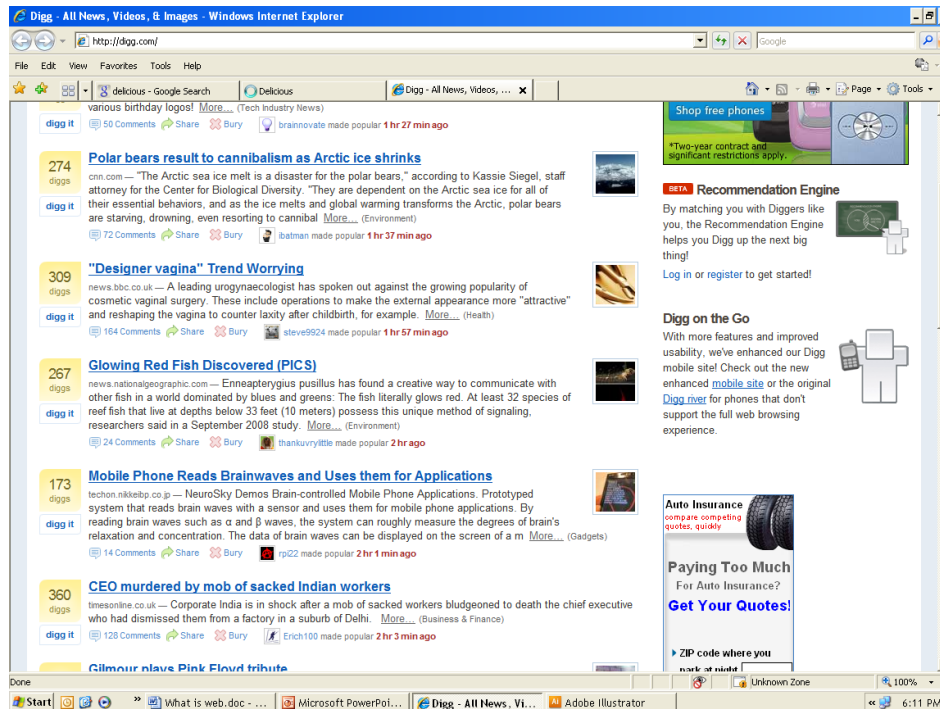 Digg - All News, Videos, & Images - Windows Internet Explorer
http://digg.com/
Google
File Edit View Favorites Tools Help
delicious - Google Search
Delicious
Digg - All News, Videos, ...
Page
Tools
various birthday logos! More... (Tech Industry News)
digg it
50 Comments Share Bury brainnovate made popular 1 hr 27 min ago
274
diggs
digg it
Polar bears result to cannibalism as Arctic ice shrinks
cnn.com — "The Arctic sea ice melt is a disaster for the polar bears," according to Kassie Siegel, staff
attorney for the Center for Biological Diversity. "They are dependent on the Arctic sea ice for all of
their essential behaviors, and as the ice melts and global warming transforms the Arctic, polar bears
are starving, drowning, even resorting to cannibal More... (Environment)
72 Comments Share Bury ibatman made popular 1 hr 37 min ago
309
diggs
digg it
"Designer vagina" Trend Worrying
news.bbc.co.uk — A leading urogynaecologist has spoken out against the growing popularity of
cosmetic vaginal surgery. These include operations to make the external appearance more "attractive"
and reshaping the vagina to counter laxity after childbirth, for example. More... (Health)
164 Comments Share Bury steve9924 made popular 1 hr 57 min ago
267
diggs
digg it
Glowing Red Fish Discovered (PICS)
news.nationalgeographic.com — Enneapterygius pusillus has found a creative way to communicate with
other fish in a world dominated by blues and greens: The fish literally glows red. At least 32 species of
reef fish that live at depths below 33 feet (10 meters) possess this unique method of signaling,
researchers said in a September 2008 study. More... (Environment)
24 Comments Share Bury thankuvrylittle made popular 2 hr ago
173
diggs
digg it
Mobile Phone Reads Brainwaves and Uses them for Applications
techon.nikkeibp.co.jp — NeuroSky Demos Brain-controlled Mobile Phone Applications. Prototyped
system that reads brain waves with a sensor and uses them for mobile phone applications. By
reading brain waves such as α and β waves, the system can roughly measure the degrees of brain's
relaxation and concentration. The data of brain waves can be displayed on the screen of a m More... (Gadgets)
14 Comments Share Bury rpi22 made popular 2 hr 1 min ago
360
diggs
digg it
CEO murdered by mob of sacked Indian workers
timesonline.co.uk — Corporate India is in shock after a mob of sacked workers bludgeoned to death the chief executive
who had dismissed them from a factory in a suburb of Delhi. More... (Business & Finance)
128 Comments Share Bury Erich100 made popular 2 hr 3 min ago
Gilmour plays Pink Floyd tribute
Shop free phones
*Two-year contract and
significant restrictions apply.
BETA Recommendation Engine
By matching you with Diggers like
you, the Recommendation Engine
helps you Digg up the next big
thing!
Log in or register to get started!
Digg on the Go
With more features and improved
usability, we've enhanced our Digg
mobile site! Check out the new
enhanced mobile site or the original
Digg river for phones that don't
support the full web browsing
experience.
Auto Insurance
compare competing
quotes, quickly
Paying Too Much
For Auto Insurance?
Get Your Quotes!
ZIP code where you
park at night
Done
Unknown Zone
100%
Start
What is web.doc - ...
Microsoft PowerPoi...
Digg - All News, Vi...
Adobe Illustrator
6:11 PM